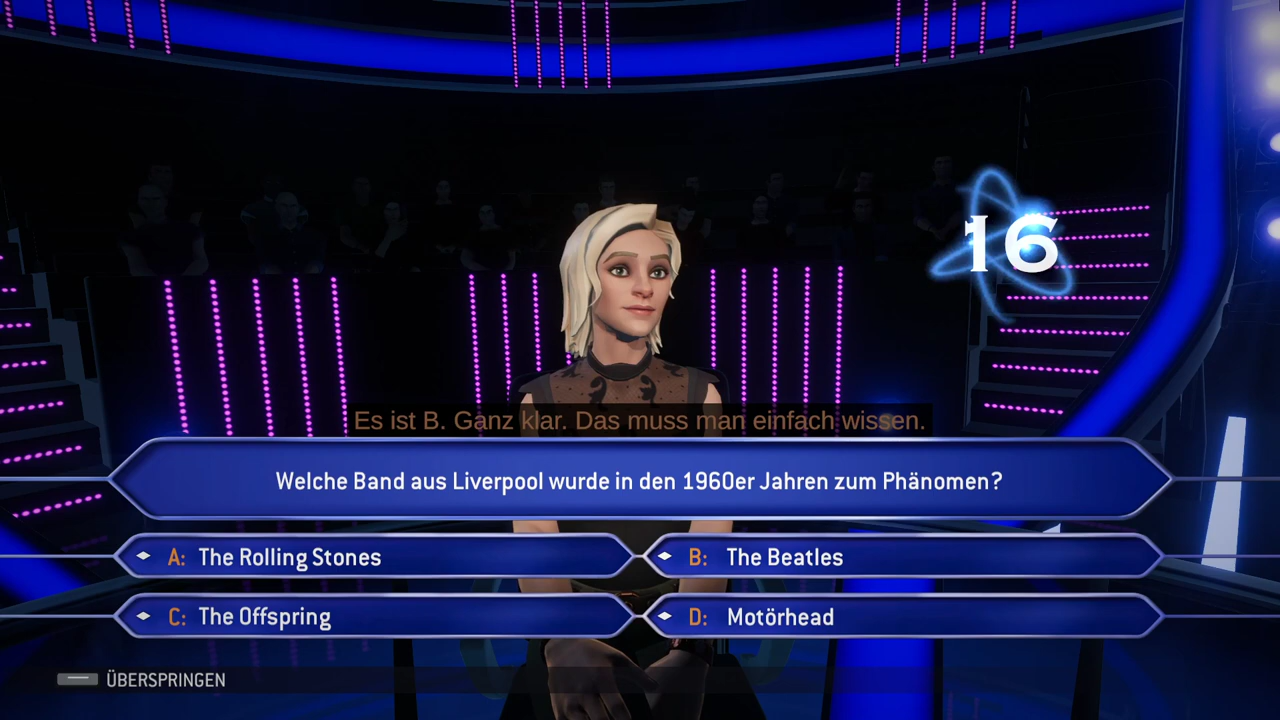 16
Es ist B. Ganz klar. Das muss man einfach wissen.
Welche Band aus Liverpool wurde in den 1960er Jahren zum Phänomen?
A: The Rolling Stones
B: The Beatles
C: The Offspring
D: Motörhead
ÜBERSPRINGEN